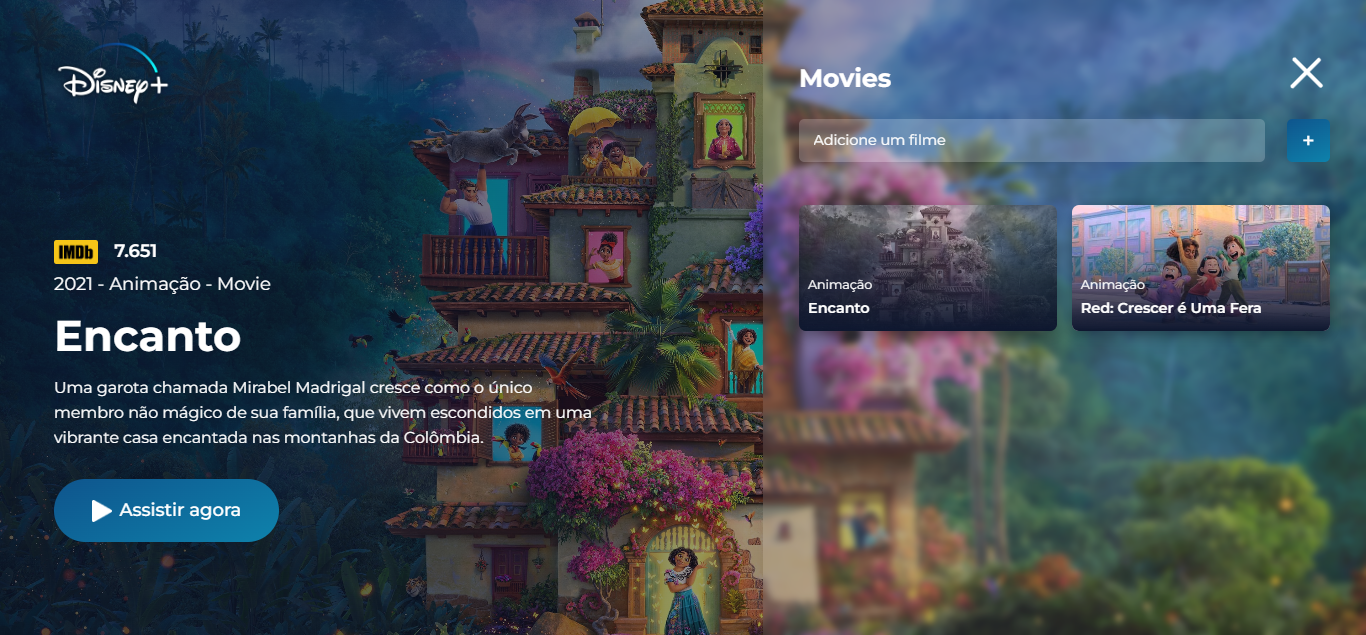 Disney+
IMDb 7.651
2021 - Animação - Movie
Encanto
Uma garota chamada Mirabel Madrigal cresce como o único
membro não mágico de sua família, que vivem escondidos em uma
vibrante casa encantada nas montanhas da Colômbia.
Assistir agora
Movies
Adicione um filme
+
Animação
Encanto
Animação
Red: Crescer é Uma Fera